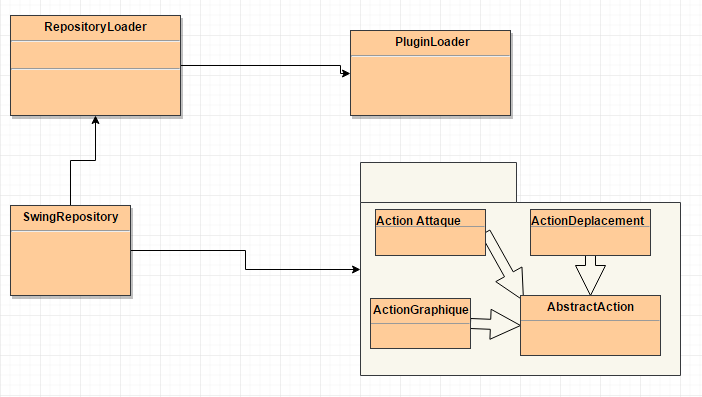 RepositoryLoader
PluginLoader
SwingRepository
Action Attaque
ActionDeplacement
ActionGraphique
AbstractAction